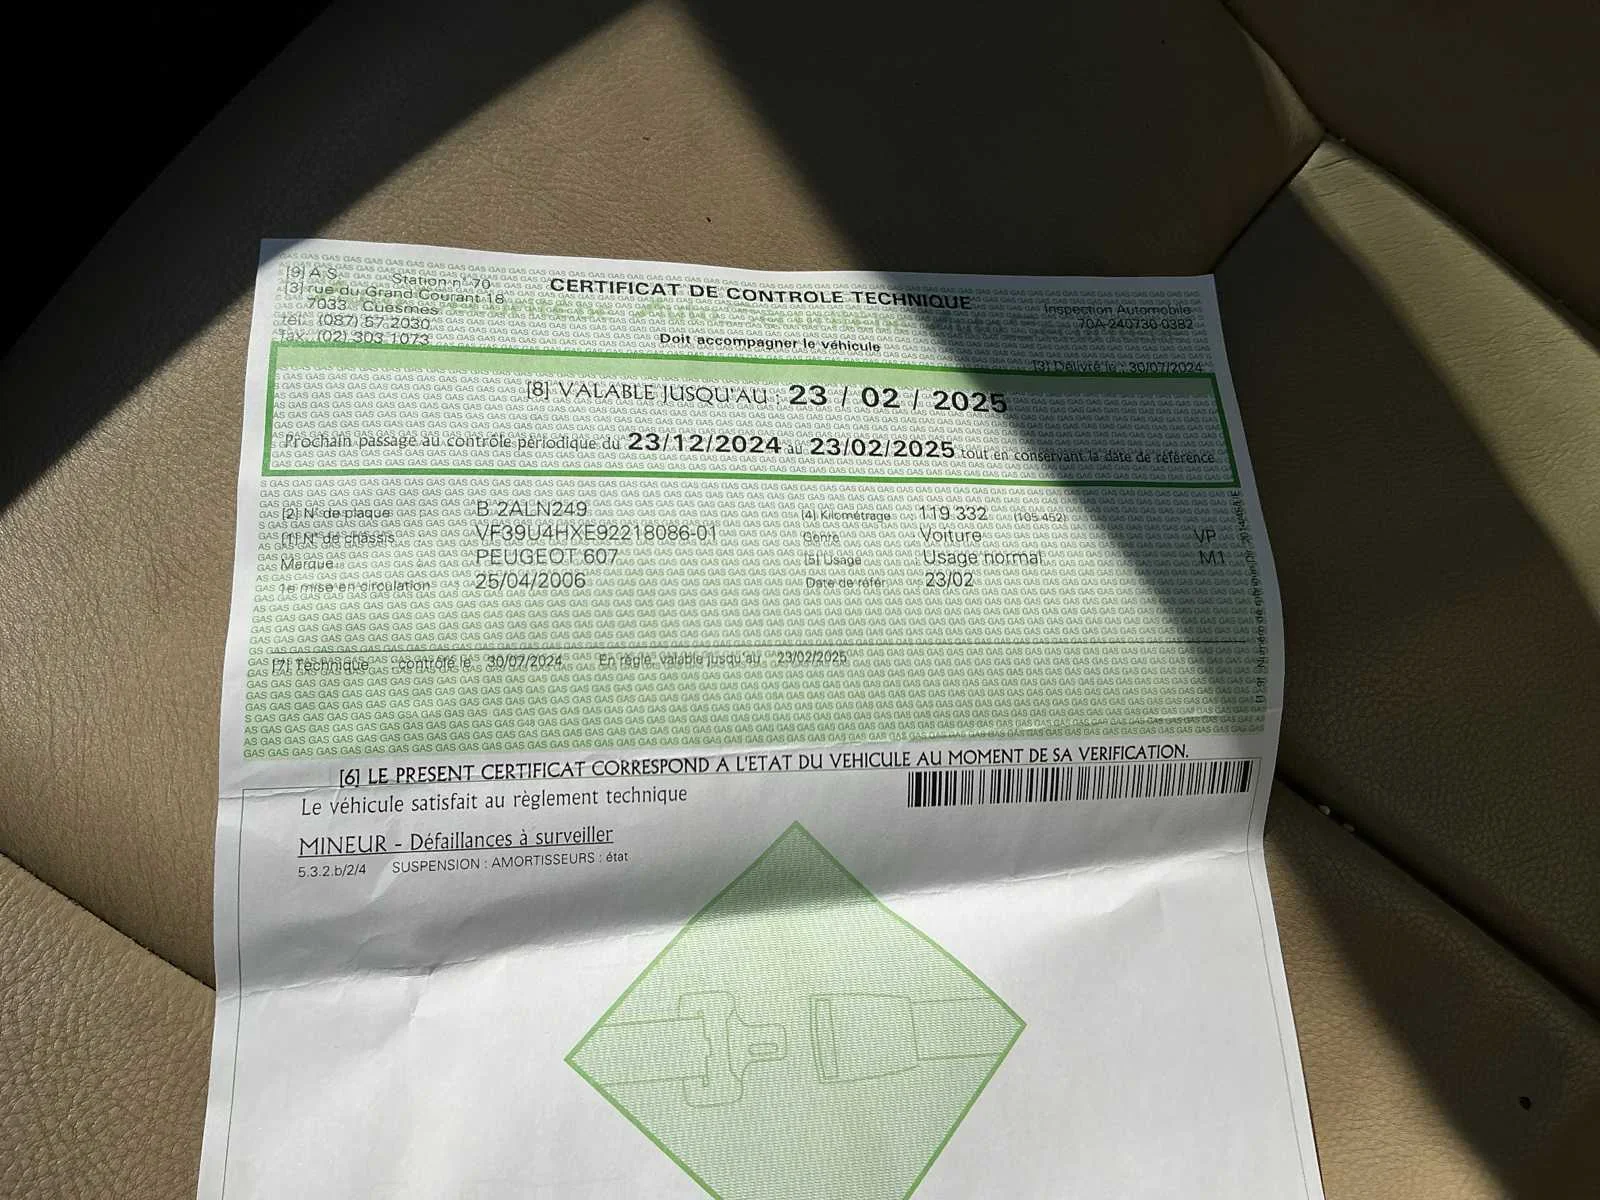 [9] A.S. Station n° 70
[3] rue du Grand Courant 18
7033 Cuesmes
tél. (087) 67.2030
fax. (02) 303 1073
CERTIFICAT DE CONTROLE TECHNIQUE
Doit accompagner le véhicule
Inspection Automobile
70A-240730-0382
[3] Délivré le : 30/07/2024
[8] VALABLE JUSQU'AU : 23 / 02 / 2025
Prochain passage au contrôle périodique du 23/12/2024 au 23/02/2025 tout en conservant la date de référence
[2] N° de plaque B 2ALN249 [4] Kilométrage 119.332 (105.452)
[1] N° de châssis VF39U4HXE92218086-01 Genre Voiture VP
Marque PEUGEOT 607 [5] Usage Usage normal M1
1e mise en circulation 25/04/2006 Date de référ 23/02
[7] Technique contrôlé le 30/07/2024 En règle, valable jusqu'au 23/02/2025
[6] LE PRESENT CERTIFICAT CORRESPOND A L'ETAT DU VEHICULE AU MOMENT DE SA VERIFICATION.
Le véhicule satisfait au règlement technique
MINEUR - Défaillances à surveiller
5.3.2.b/2/4 SUSPENSION : AMORTISSEURS : état